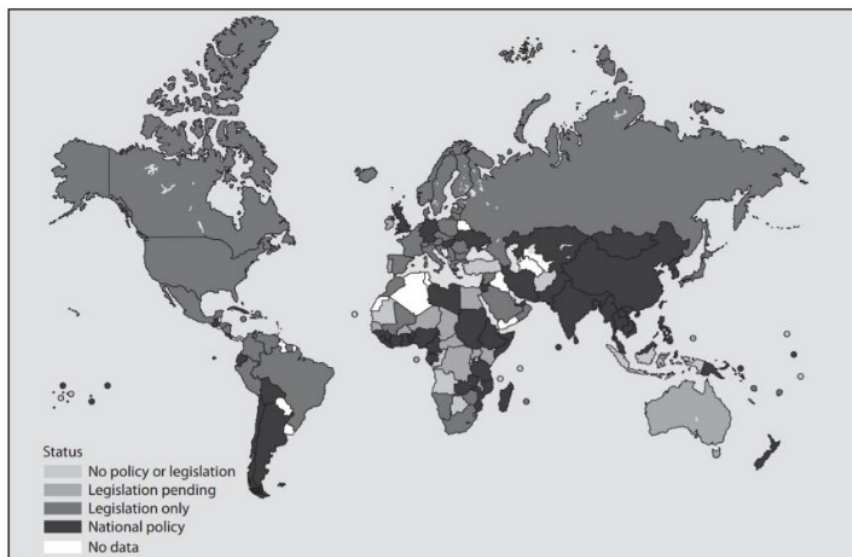 Status
No policy or legislation
Legislation pending
Legislation only
National policy
No data